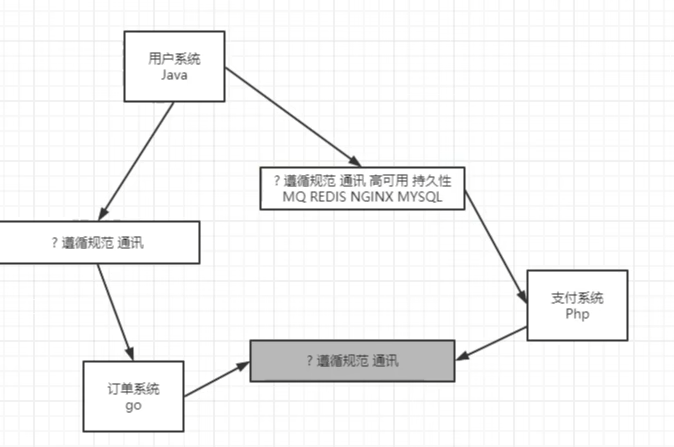 用户系统
Java
? 遵循规范 通讯 高可用 持久性
MQ REDIS NGINX MYSQL
? 遵循规范 通讯
支付系统
Php
? 遵循规范 通讯
订单系统
go